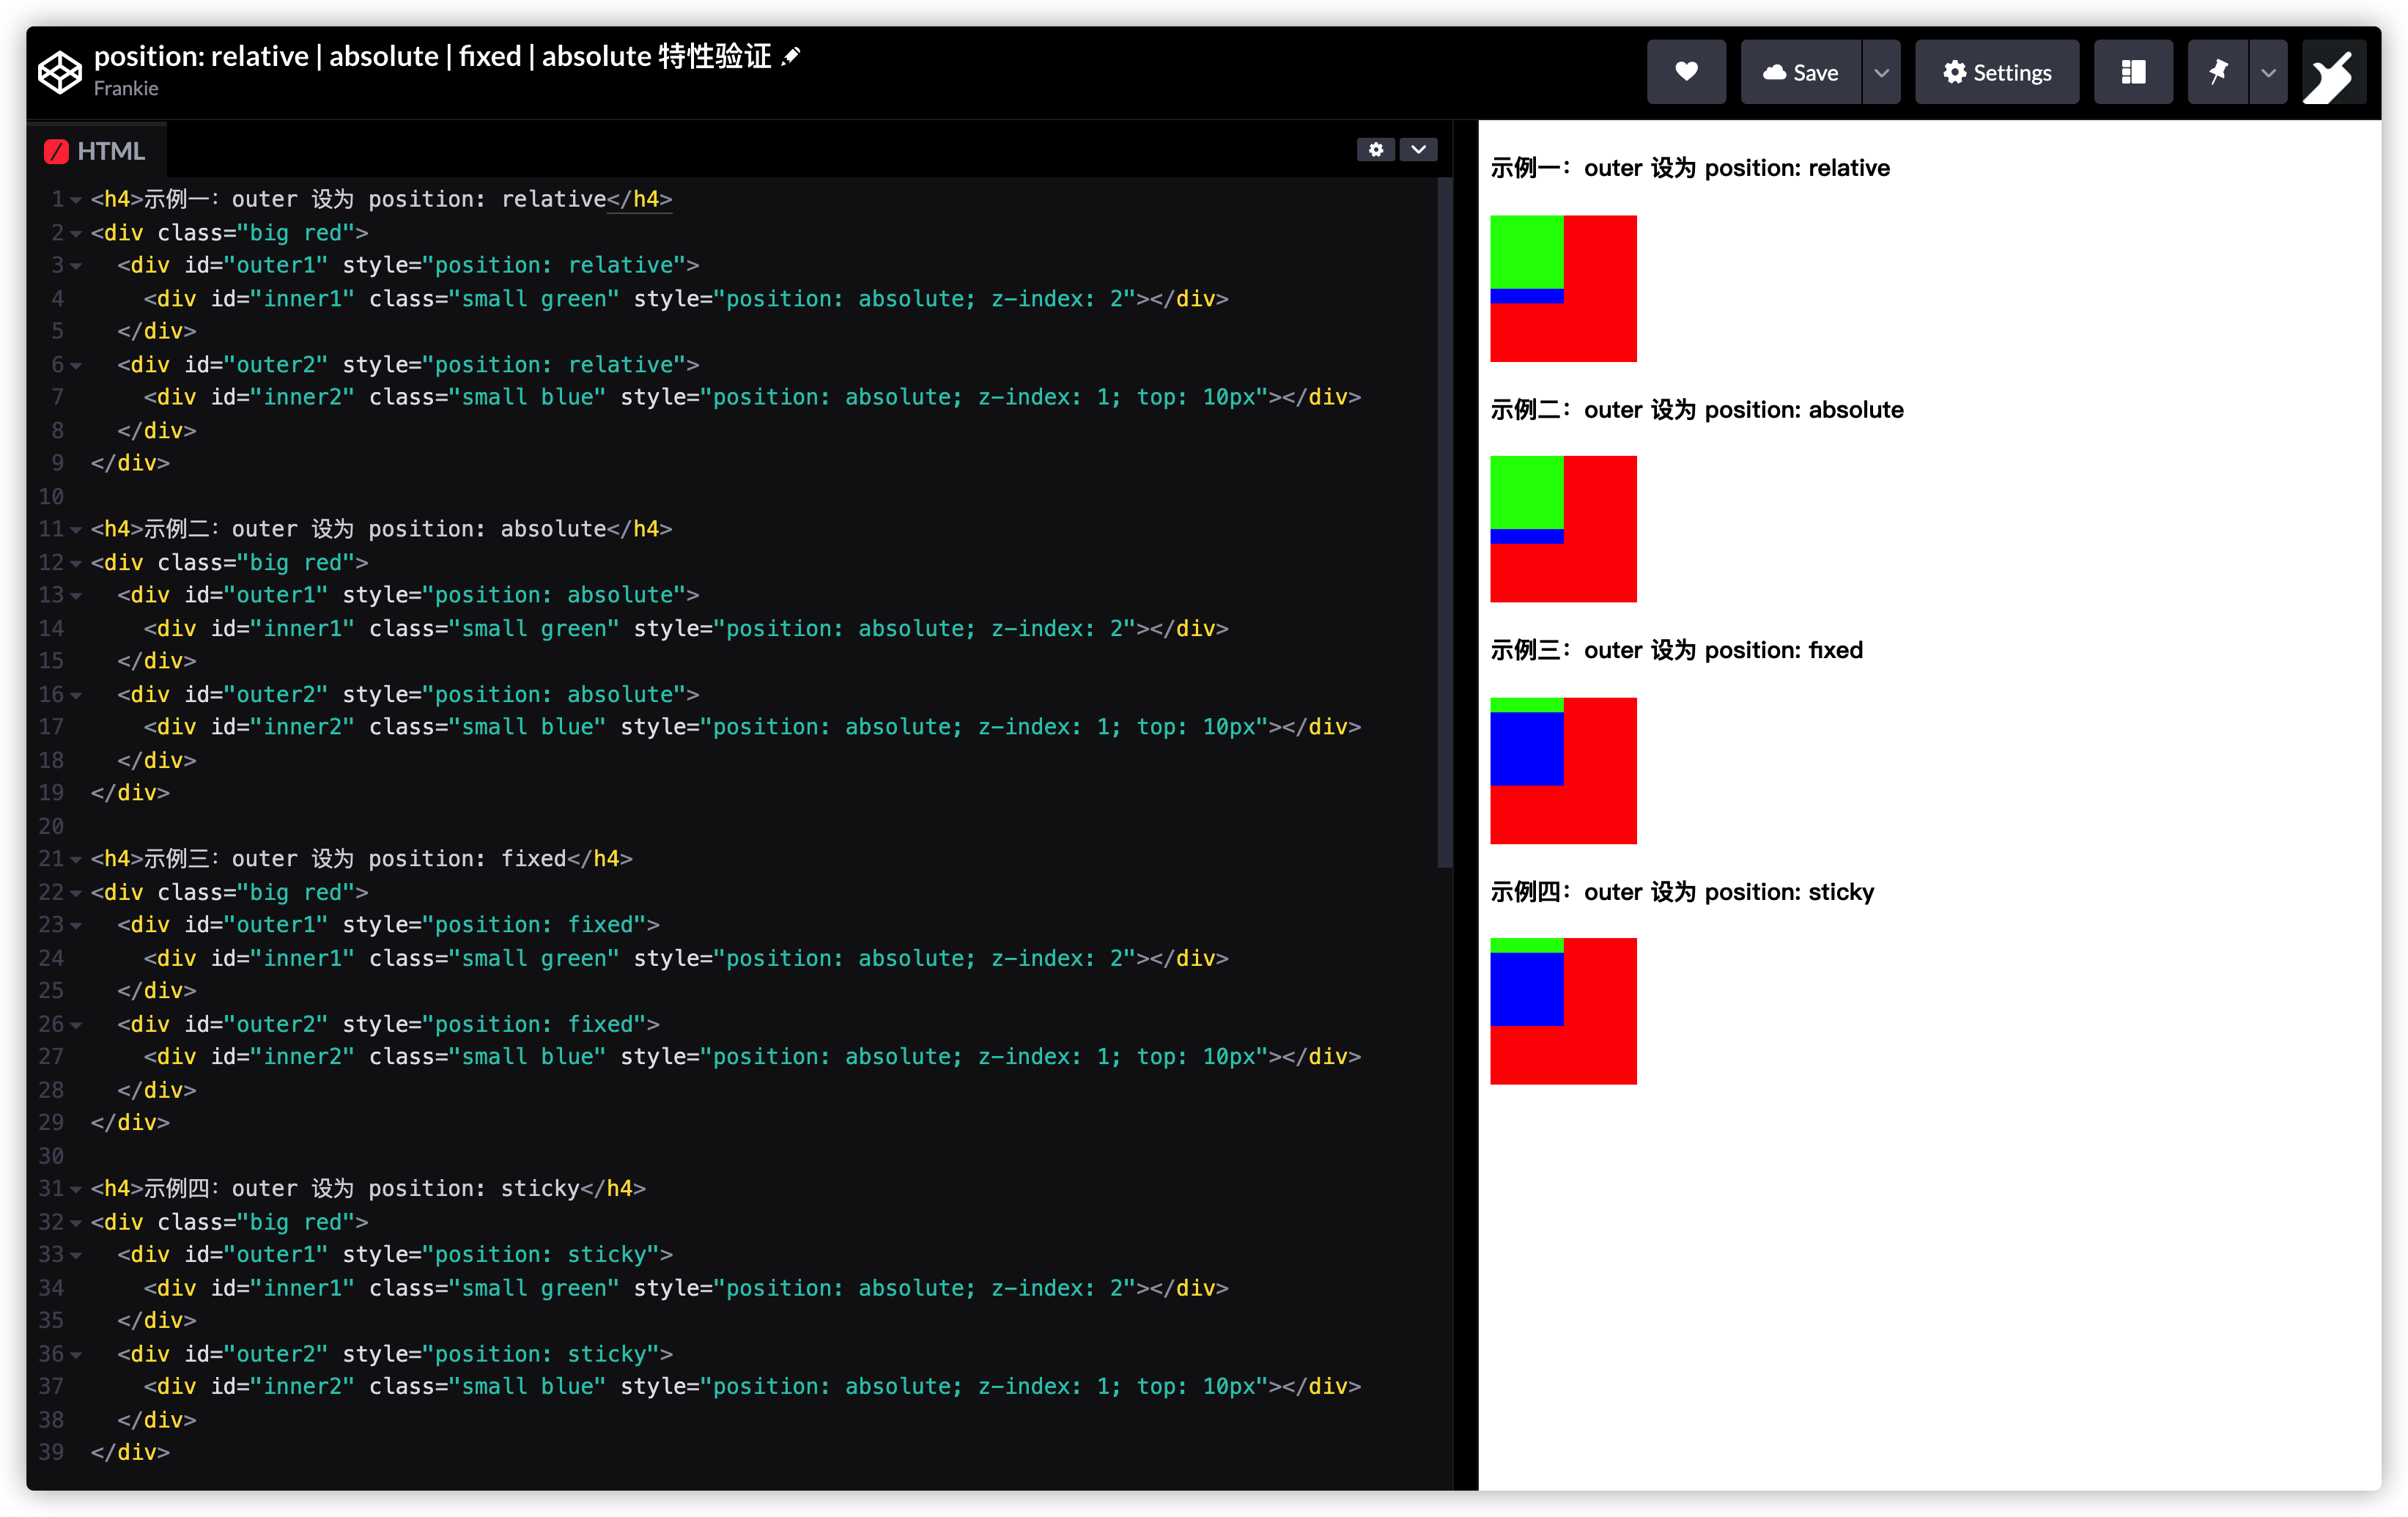 position: relative | absolute | fixed | absolute 特性验证
Frankie
Save
Settings
HTML
1 <h4>示例一：outer 设为 position: relative</h4>
2 <div class="big red">
3   <div id="outer1" style="position: relative">
4     <div id="inner1" class="small green" style="position: absolute; z-index: 2"></div>
5   </div>
6   <div id="outer2" style="position: relative">
7     <div id="inner2" class="small blue" style="position: absolute; z-index: 1; top: 10px"></div>
8   </div>
9 </div>
10
11 <h4>示例二：outer 设为 position: absolute</h4>
12 <div class="big red">
13   <div id="outer1" style="position: absolute">
14     <div id="inner1" class="small green" style="position: absolute; z-index: 2"></div>
15   </div>
16   <div id="outer2" style="position: absolute">
17     <div id="inner2" class="small blue" style="position: absolute; z-index: 1; top: 10px"></div>
18   </div>
19 </div>
20
21 <h4>示例三：outer 设为 position: fixed</h4>
22 <div class="big red">
23   <div id="outer1" style="position: fixed">
24     <div id="inner1" class="small green" style="position: absolute; z-index: 2"></div>
25   </div>
26   <div id="outer2" style="position: fixed">
27     <div id="inner2" class="small blue" style="position: absolute; z-index: 1; top: 10px"></div>
28   </div>
29 </div>
30
31 <h4>示例四：outer 设为 position: sticky</h4>
32 <div class="big red">
33   <div id="outer1" style="position: sticky">
34     <div id="inner1" class="small green" style="position: absolute; z-index: 2"></div>
35   </div>
36   <div id="outer2" style="position: sticky">
37     <div id="inner2" class="small blue" style="position: absolute; z-index: 1; top: 10px"></div>
38   </div>
39 </div>
示例一：outer 设为 position: relative
示例二：outer 设为 position: absolute
示例三：outer 设为 position: fixed
示例四：outer 设为 position: sticky